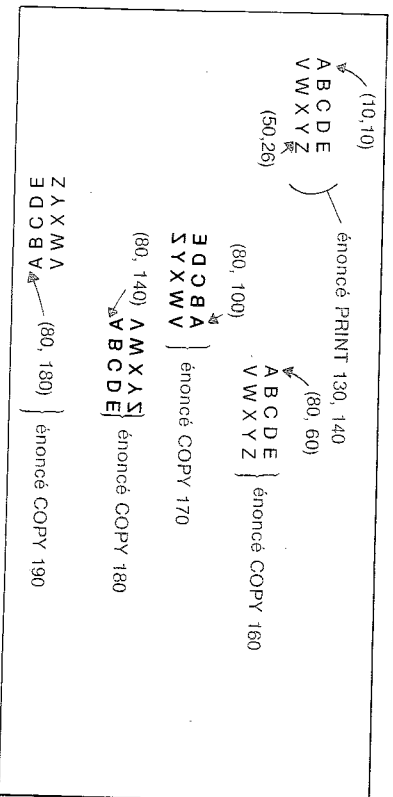 (10,10)
A B C D E
V W X Y Z
(50,26)
énoncé PRINT 130, 140
(80, 60)
A B C D E
V W X Y Z
énoncé COPY 160
(80, 100)
E D C B A
Z Y X W V
énoncé COPY 170
(80, 140) V W X Y Z
A B C D E
énoncé COPY 180
Z Y X W V
E D C B A
(80, 180)
énoncé COPY 190